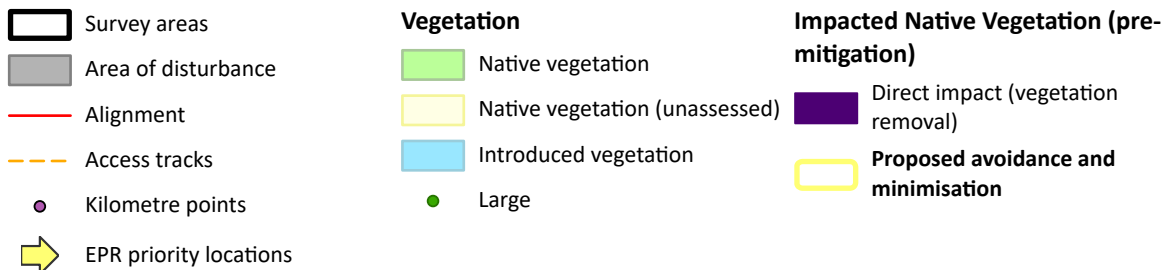 Survey areas
Area of disturbance
Alignment
Access tracks
Kilometre points
EPR priority locations
Vegetation
Native vegetation
Native vegetation (unassessed)
Introduced vegetation
Large
Impacted Native Vegetation (pre-
mitigation)
Direct impact (vegetation
removal)
Proposed avoidance and
minimisation